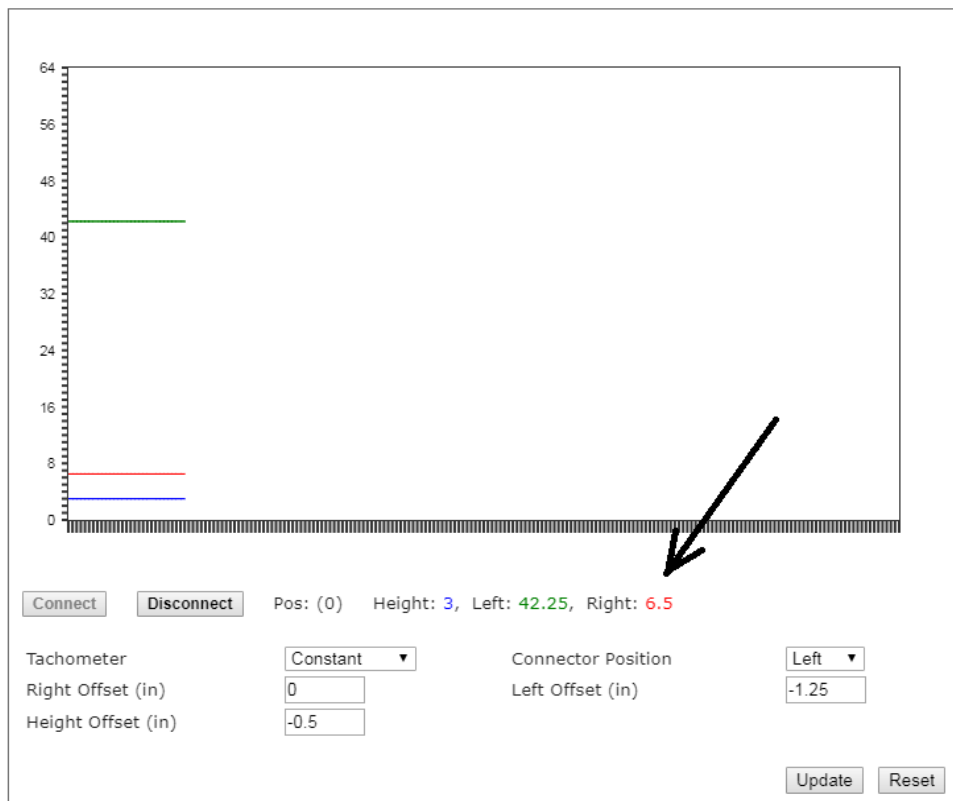 64
56
48
40
32
24
16
8
0
Connect Disconnect Pos: (0) Height: 3, Left: 42.25, Right: 6.5
Tachometer Constant Connector Position Left
Right Offset (in) 0 Left Offset (in) -1.25
Height Offset (in) -0.5
Update Reset